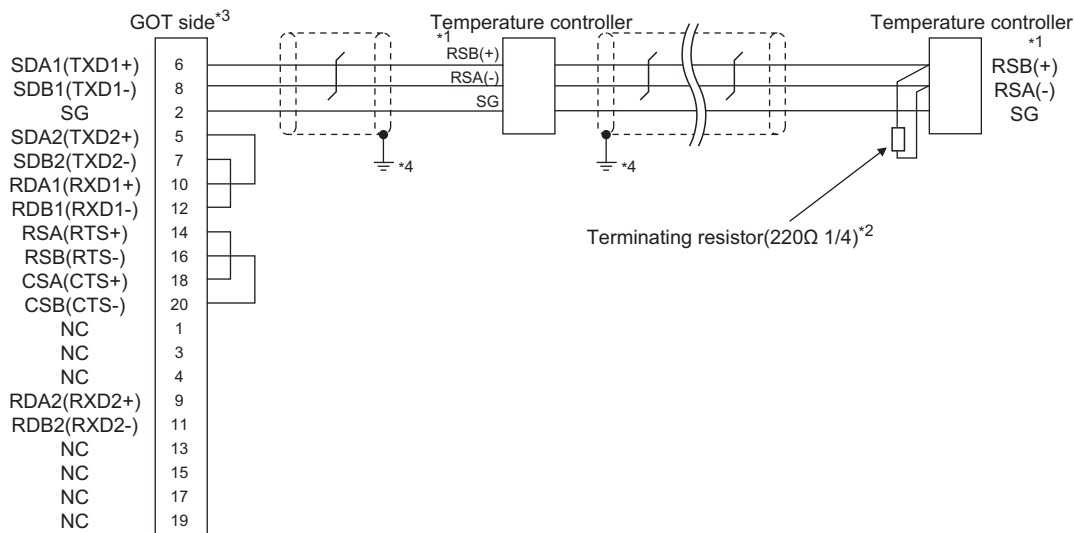 GOT side*3
Temperature controller
*1
Temperature controller
*1
SDA1(TXD1+) 6 RSB(+) RSB(+)
SDB1(TXD1-) 8 RSA(-) RSA(-)
SG 2 SG SG
SDA2(TXD2+) 5
SDB2(TXD2-) 7 *4 *4
RDA1(RXD1+) 10
RDB1(RXD1-) 12
RSA(RTS+) 14
Terminating resistor(220Ω 1/4)*2
RSB(RTS-) 16
CSA(CTS+) 18
CSB(CTS-) 20
NC 1
NC 3
NC 4
RDA2(RXD2+) 9
RDB2(RXD2-) 11
NC 13
NC 15
NC 17
NC 19